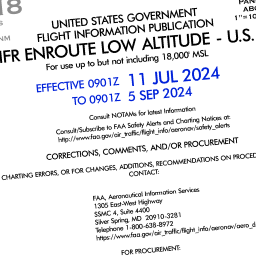 18
PAN
ABO
1"=10
NM
UNITED STATES GOVERNMENT
FLIGHT INFORMATION PUBLICATION
IFR ENROUTE LOW ALTITUDE - U.S.
For use up to but not including 18,000' MSL
EFFECTIVE 0901Z 11 JUL 2024
TO 0901Z 5 SEP 2024
Consult NOTAMs for latest information
Consult/Subscribe to FAA Safety Alerts and Charting Notices at:
http://www.faa.gov/air_traffic/flight_info/aeronav/safety_alerts
CORRECTIONS, COMMENTS, AND/OR PROCUREMENT
CHARTING ERRORS, OR FOR CHANGES, ADDITIONS, RECOMMENDATIONS ON PROCED
CONTACT:
FAA, Aeronautical Information Services
1305 East-West Highway
SSMC 4, Suite 4400
Silver Spring, MD 20910-3281
Telephone 1-800-638-8972
https://www.faa.gov/air_traffic/flight_info/aeronav/aero_d
FOR PROCUREMENT: